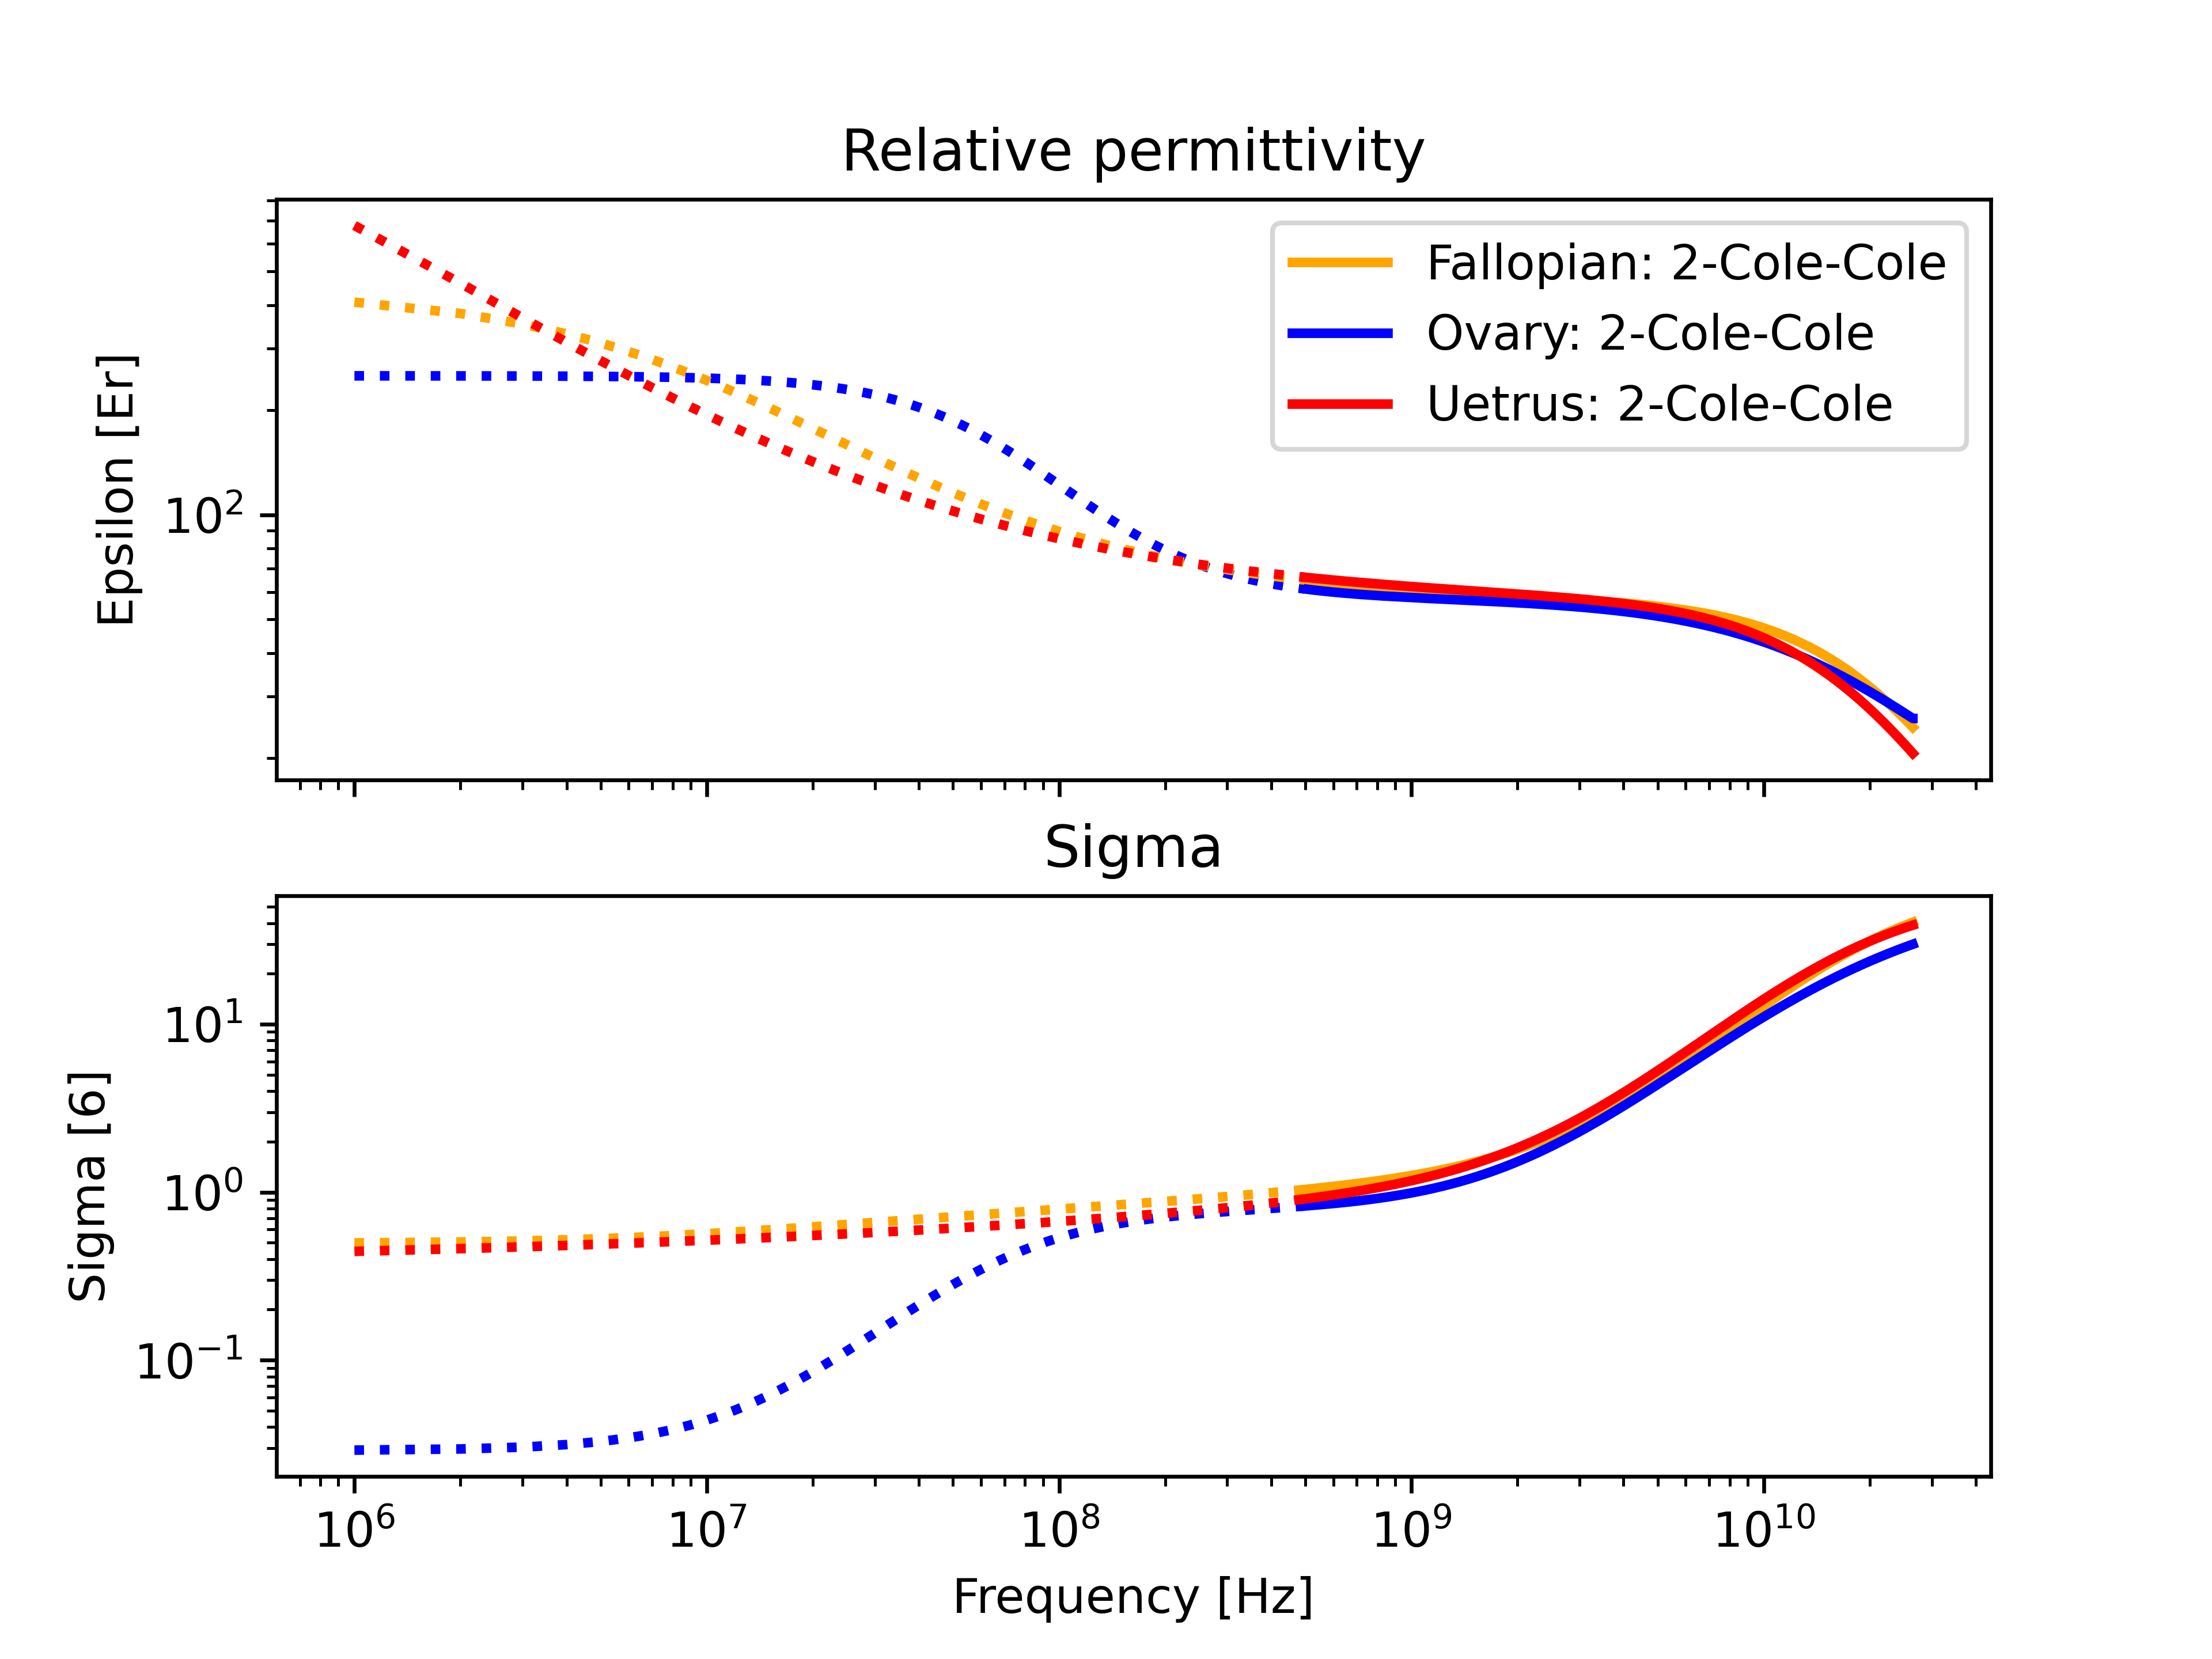 Relative permittivity
Epsilon [Er]
10²
Fallopian: 2-Cole-Cole
Ovary: 2-Cole-Cole
Uetrus: 2-Cole-Cole
Sigma
Sigma [6]
10¹
10⁰
10⁻¹
10⁶ 10⁷ 10⁸ 10⁹ 10¹⁰
Frequency [Hz]